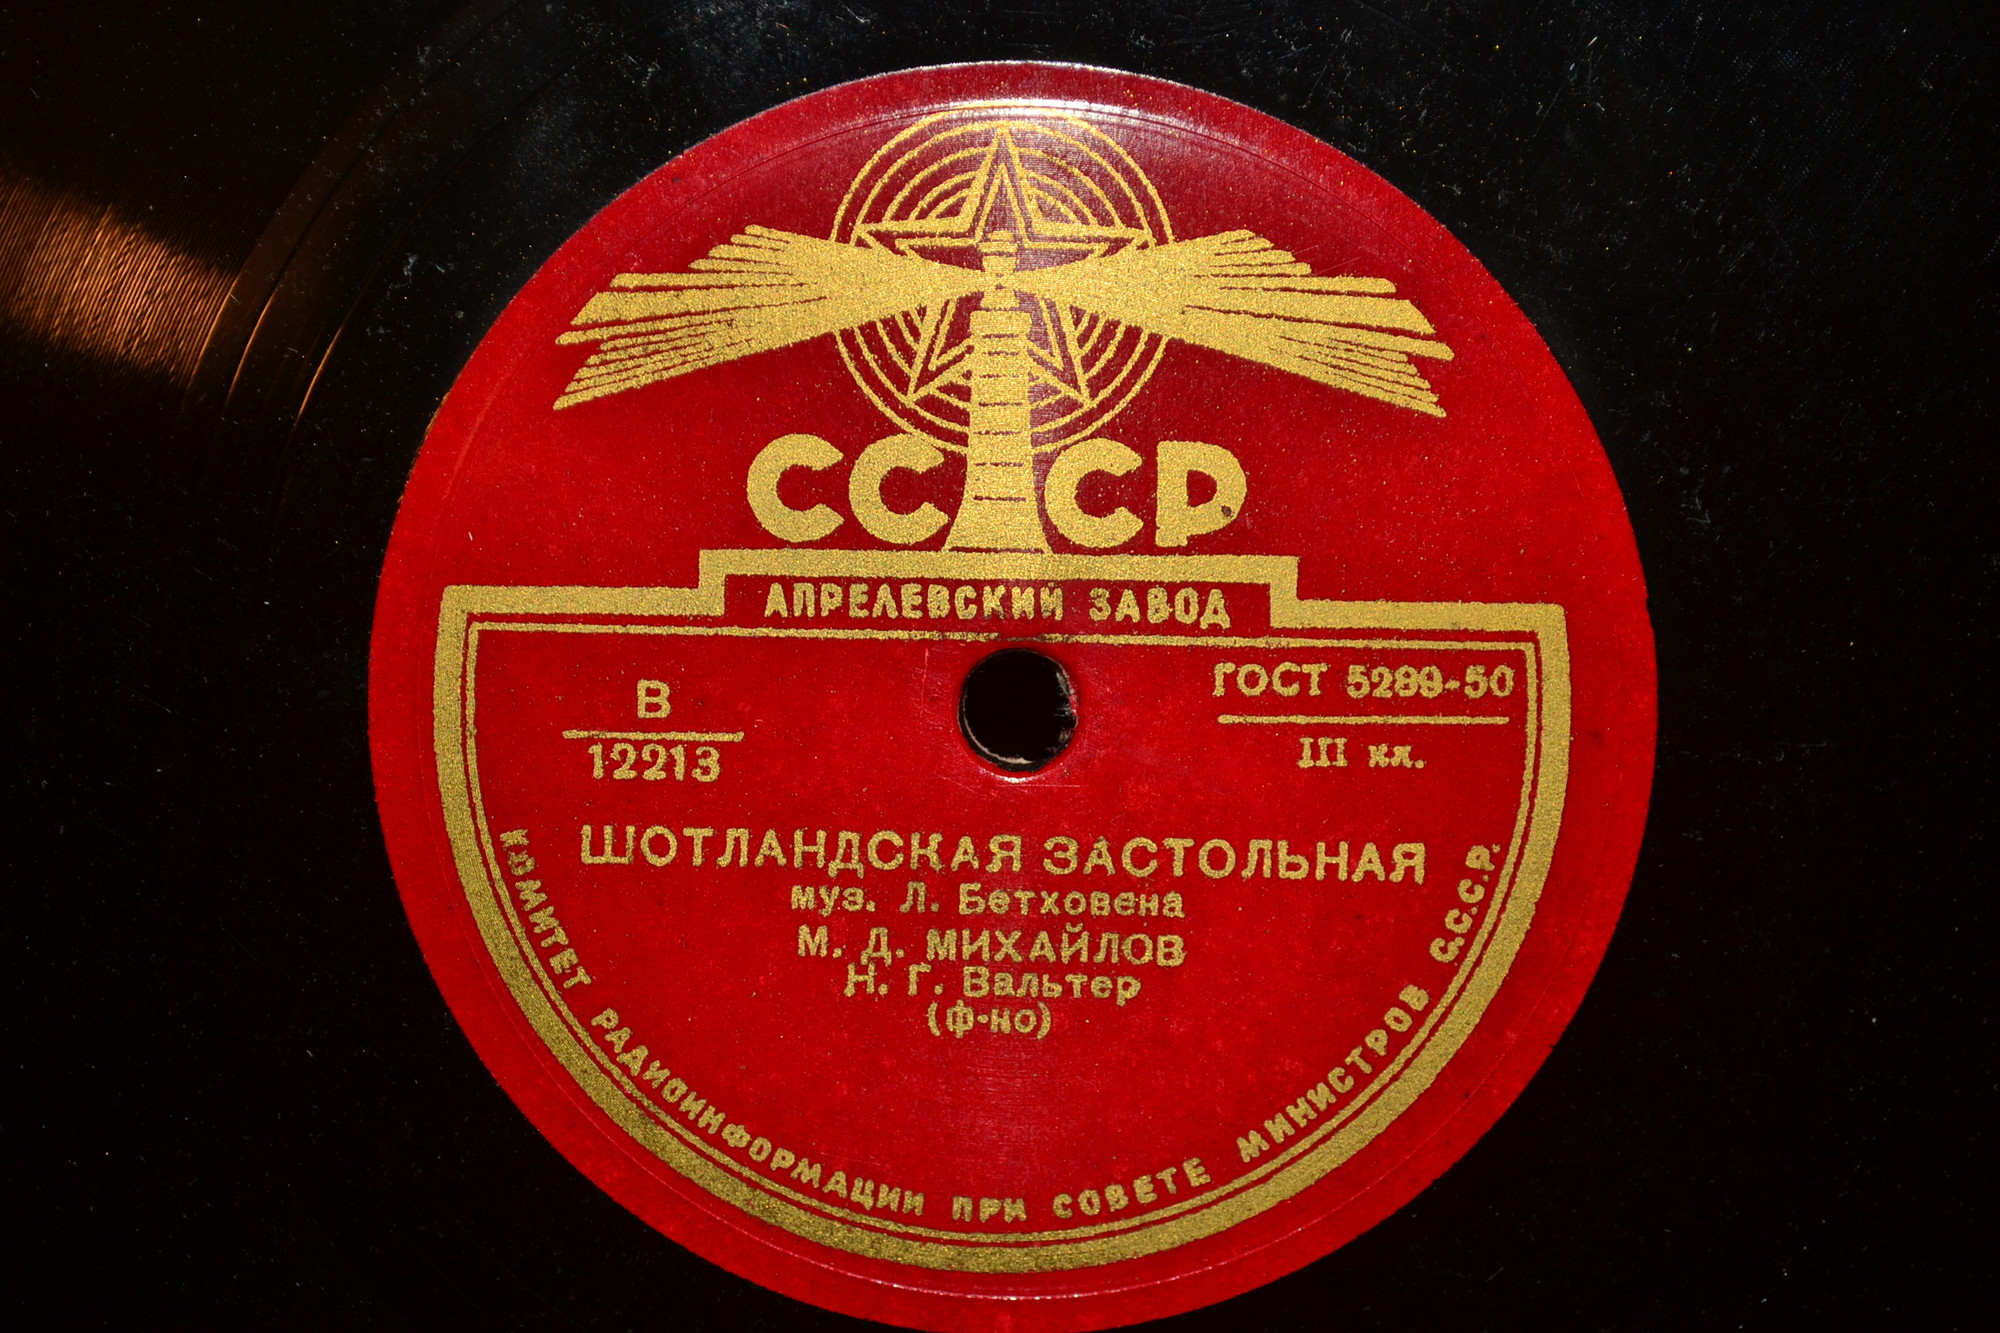 СССР
АПРЕЛЕВСКИЙ ЗАВОД
В
12213
ГОСТ 5289-50
III кл.
ШОТЛАНДСКАЯ ЗАСТОЛЬНАЯ
муз. Л. Бетховена
М. Д. МИХАЙЛОВ
Н. Г. Вальтер
(ф-но)
КОМИТЕТ РАДИОИНФОРМАЦИИ ПРИ СОВЕТЕ МИНИСТРОВ С.С.С.Р.